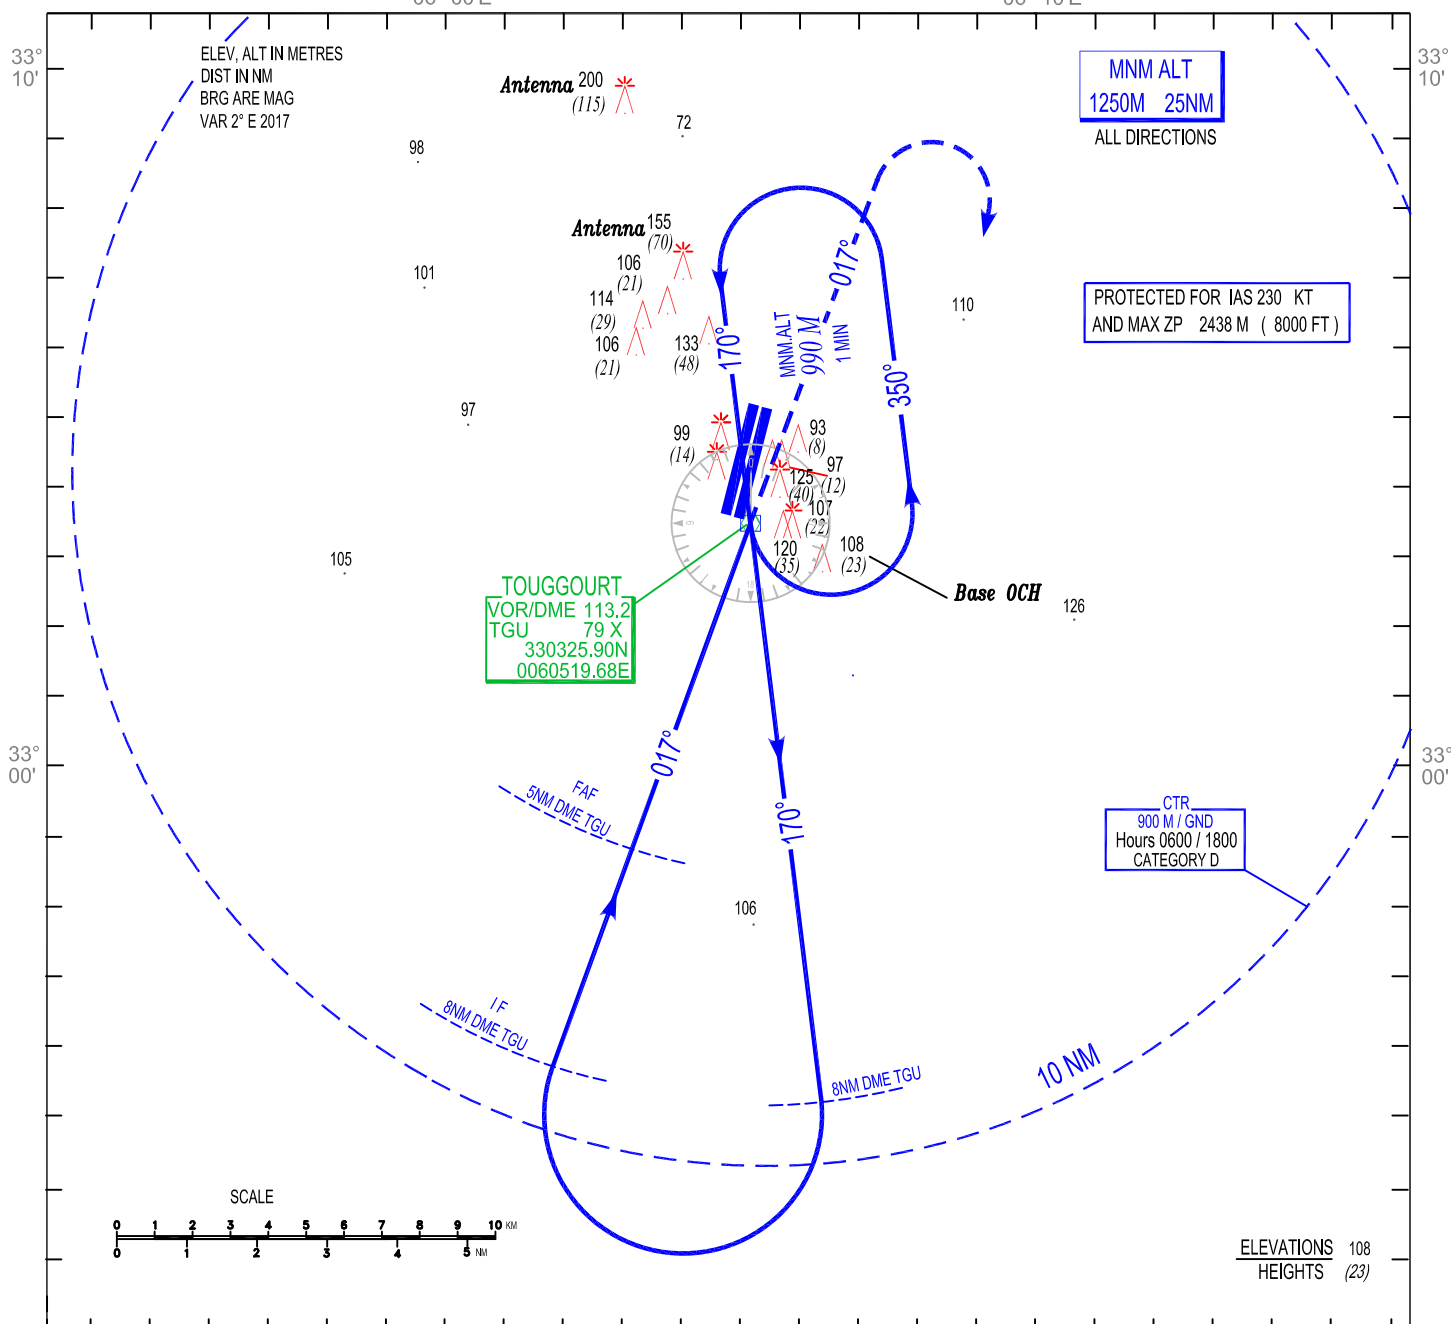 33°
10'
33°
10'
ELEV, ALT IN METRES
DIST IN NM
BRG ARE MAG
VAR 2° E 2017
Antenna 200
(115)
72
98
MNM ALT
1250M 25NM
ALL DIRECTIONS
Antenna 155
(70)
106
(21)
101
114
(29)
106
(21)
133
(48)
017°
170°
MNM.ALT
990 M
1 MIN
350°
110
PROTECTED FOR IAS 230 KT
AND MAX ZP 2438 M ( 8000 FT )
97
99
(14)
93
(8)
97
(12)
125
(40)
107
(22)
120
(35)
108
(23)
Base OCH
126
105
18
TOUGGOURT
VOR/DME 113.2
TGU 79 X
330325.90N
0060519.68E
017°
33°
00'
33°
00'
FAF
5NM DME TGU
170°
CTR
900 M / GND
Hours 0600 / 1800
CATEGORY D
106
I F
8NM DME TGU
8NM DME TGU
10 NM
SCALE
0 1 2 3 4 5 6 7 8 9 10 KM
0 1 2 3 4 5 NM
ELEVATIONS 108
HEIGHTS (23)